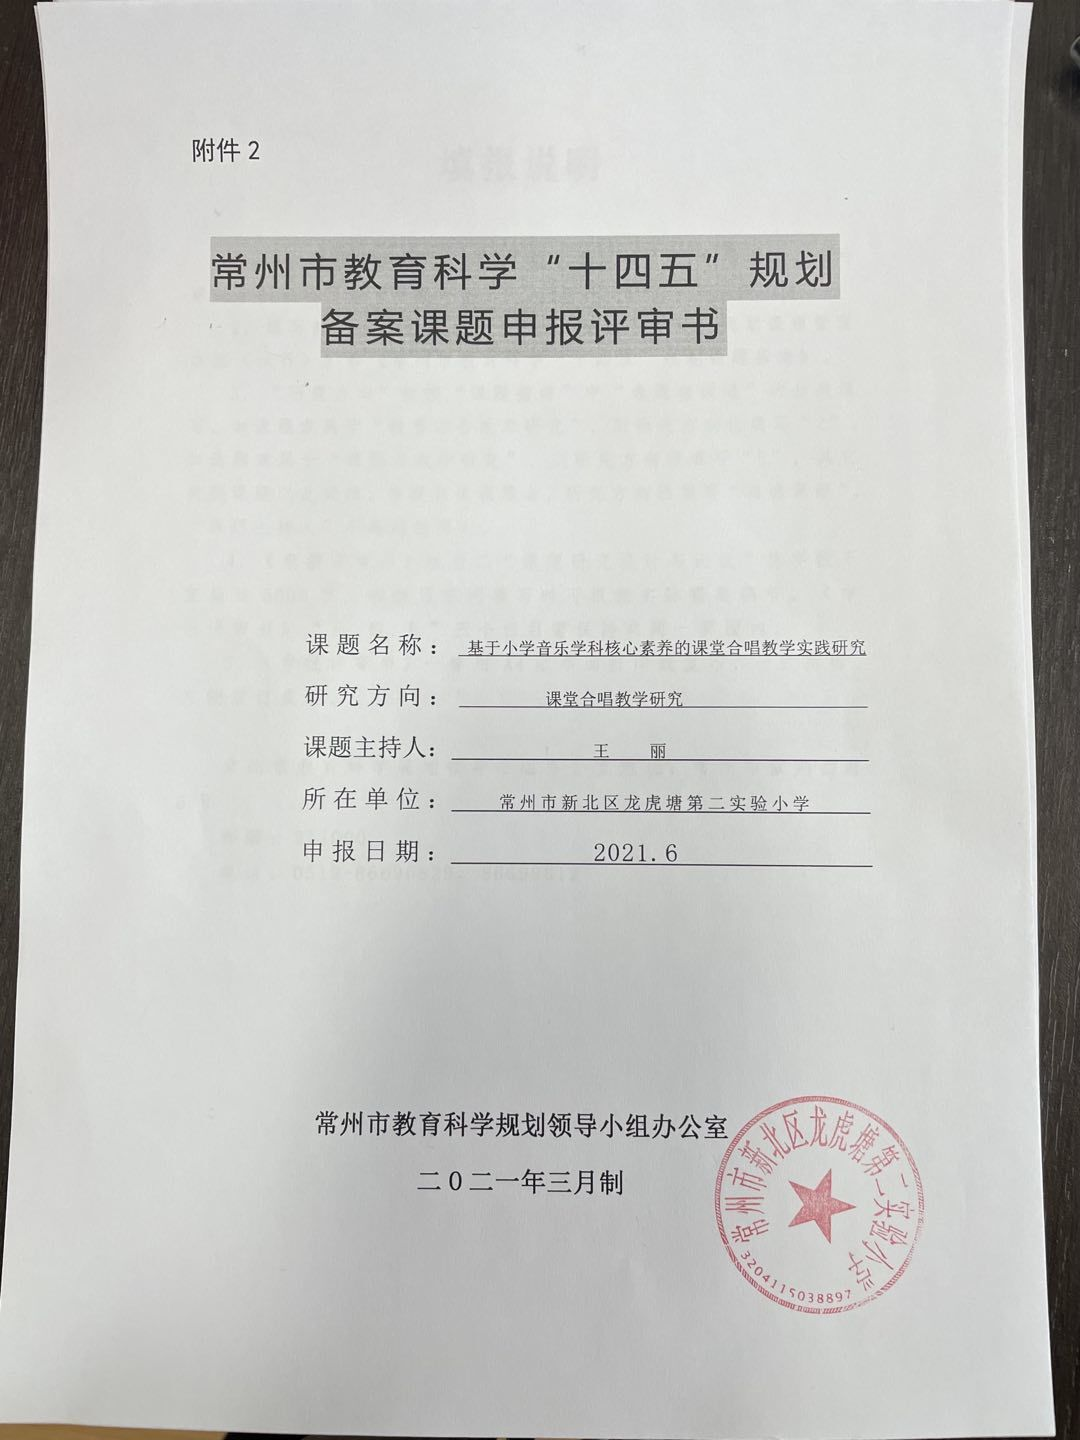 附件 2
常州市教育科学“十四五”规划
备案课题申报评审书
课题名称：基于小学音乐学科核心素养的课堂合唱教学实践研究
研究方向：课堂合唱教学研究
课题主持人：王 丽
所在单位：常州市新北区龙虎塘第二实验小学
申报日期：2021.6
常州市教育科学规划领导小组办公室
二0二一年三月制
常州市新北区龙虎塘第二实验小学
3204115038897